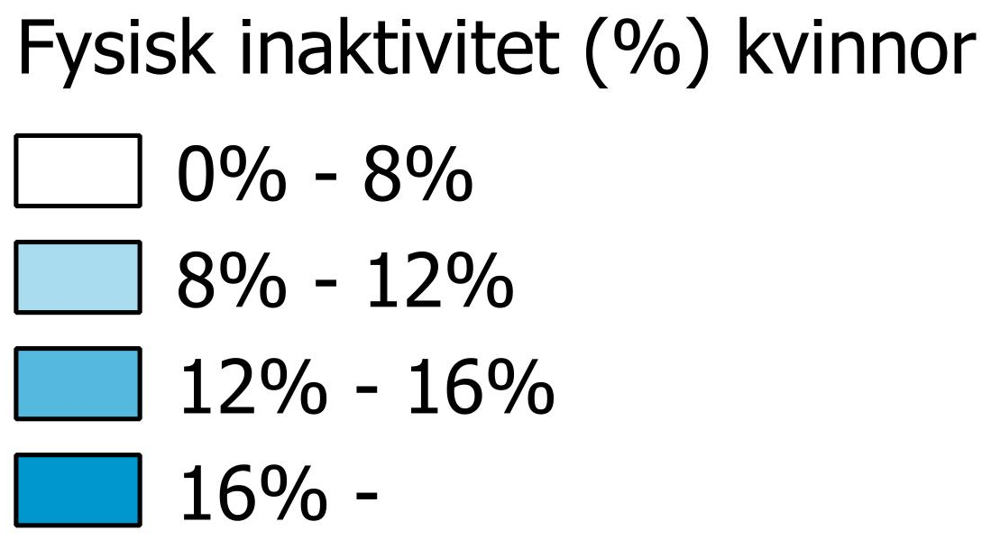 Fysisk inaktivitet (%) kvinnor
0% - 8%
8% - 12%
12% - 16%
16% -